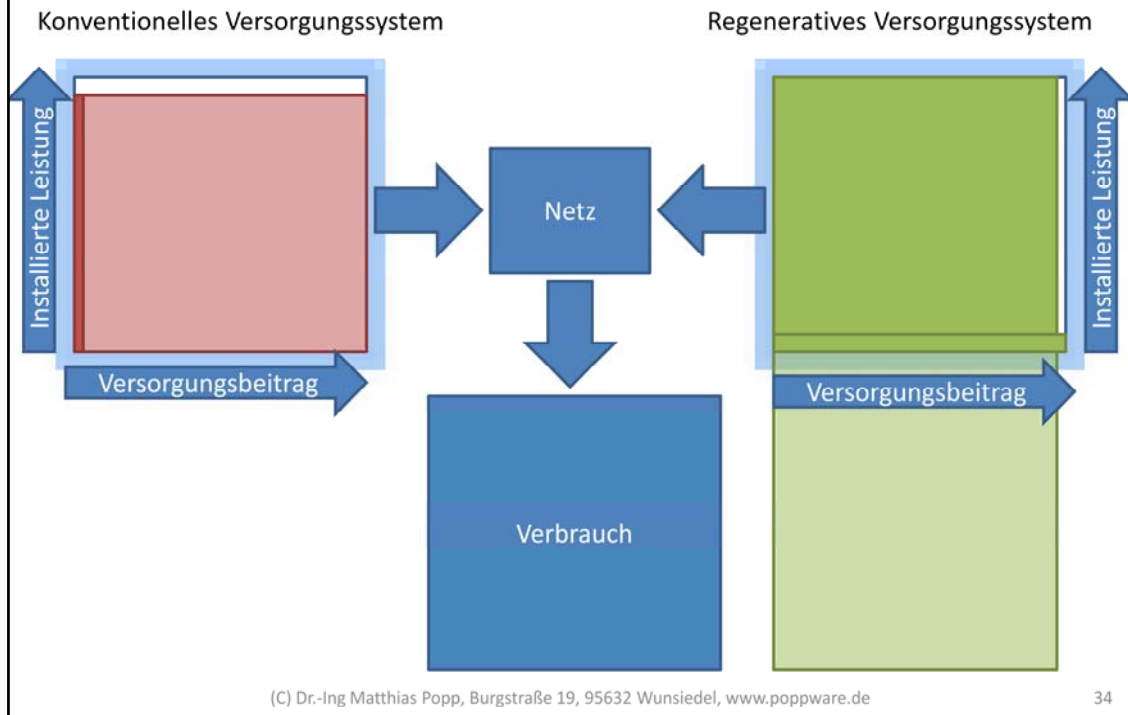 Konventionelles Versorgungssystem
Regeneratives Versorgungssystem
Installierte Leistung
Versorgungsbeitrag
Netz
Verbrauch
Installierte Leistung
Versorgungsbeitrag
(C) Dr.-Ing Matthias Popp, Burgstraße 19, 95632 Wunsiedel, www.poppware.de
34